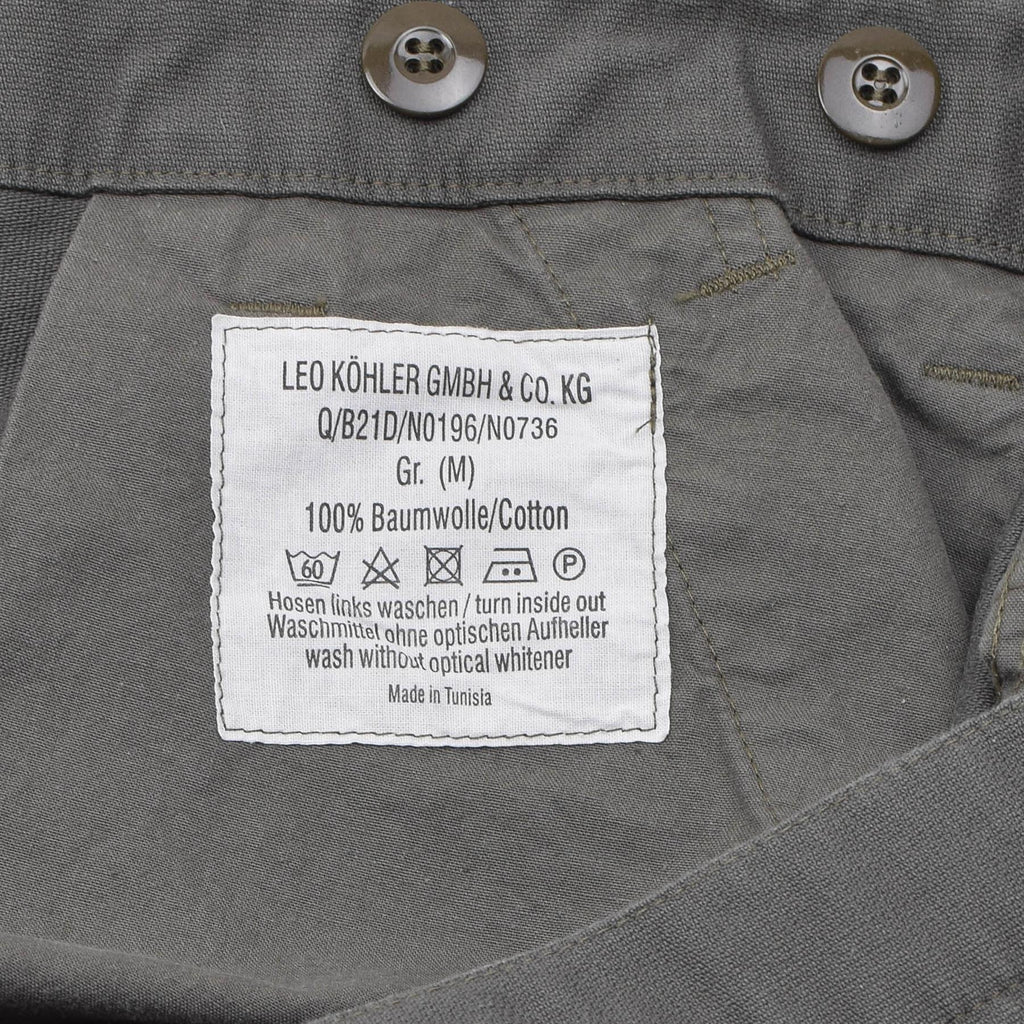 LEO KÖHLER GMBH & CO. KG
Q/B21D/N0196/N0736
Gr. (M)
100% Baumwolle/Cotton
60 P
Hosen links waschen / turn inside out
Waschmittel ohne optischen Aufheller
wash without optical whitener
Made in Tunisia